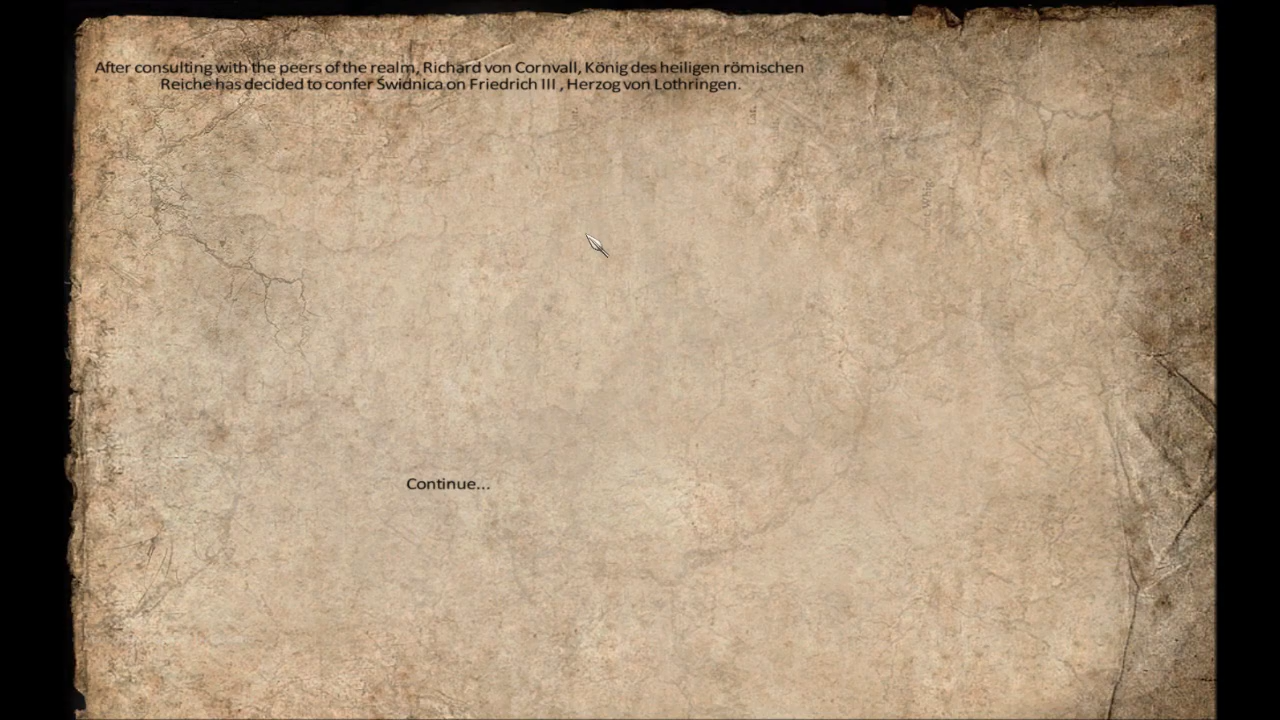 After consulting with the peers of the realm, Richard von Cornvall, König des heiligen römischen
Reiche has decided to confer Świdnica on Friedrich III , Herzog von Lothringen.
Continue...